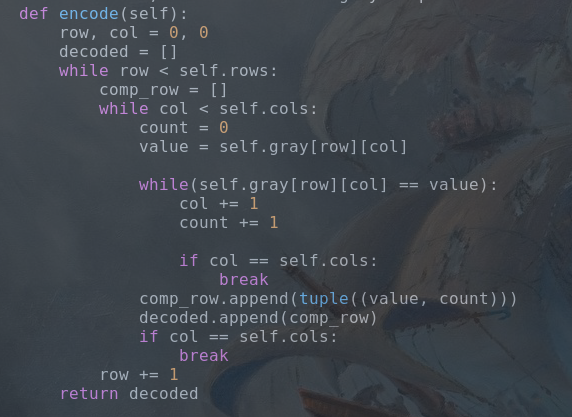 def encode(self):
    row, col = 0, 0
    decoded = []
    while row < self.rows:
        comp_row = []
        while col < self.cols:
            count = 0
            value = self.gray[row][col]

            while(self.gray[row][col] == value):
                col += 1
                count += 1

                if col == self.cols:
                    break
            comp_row.append(tuple((value, count)))
            decoded.append(comp_row)
            if col == self.cols:
                break
        row += 1
    return decoded